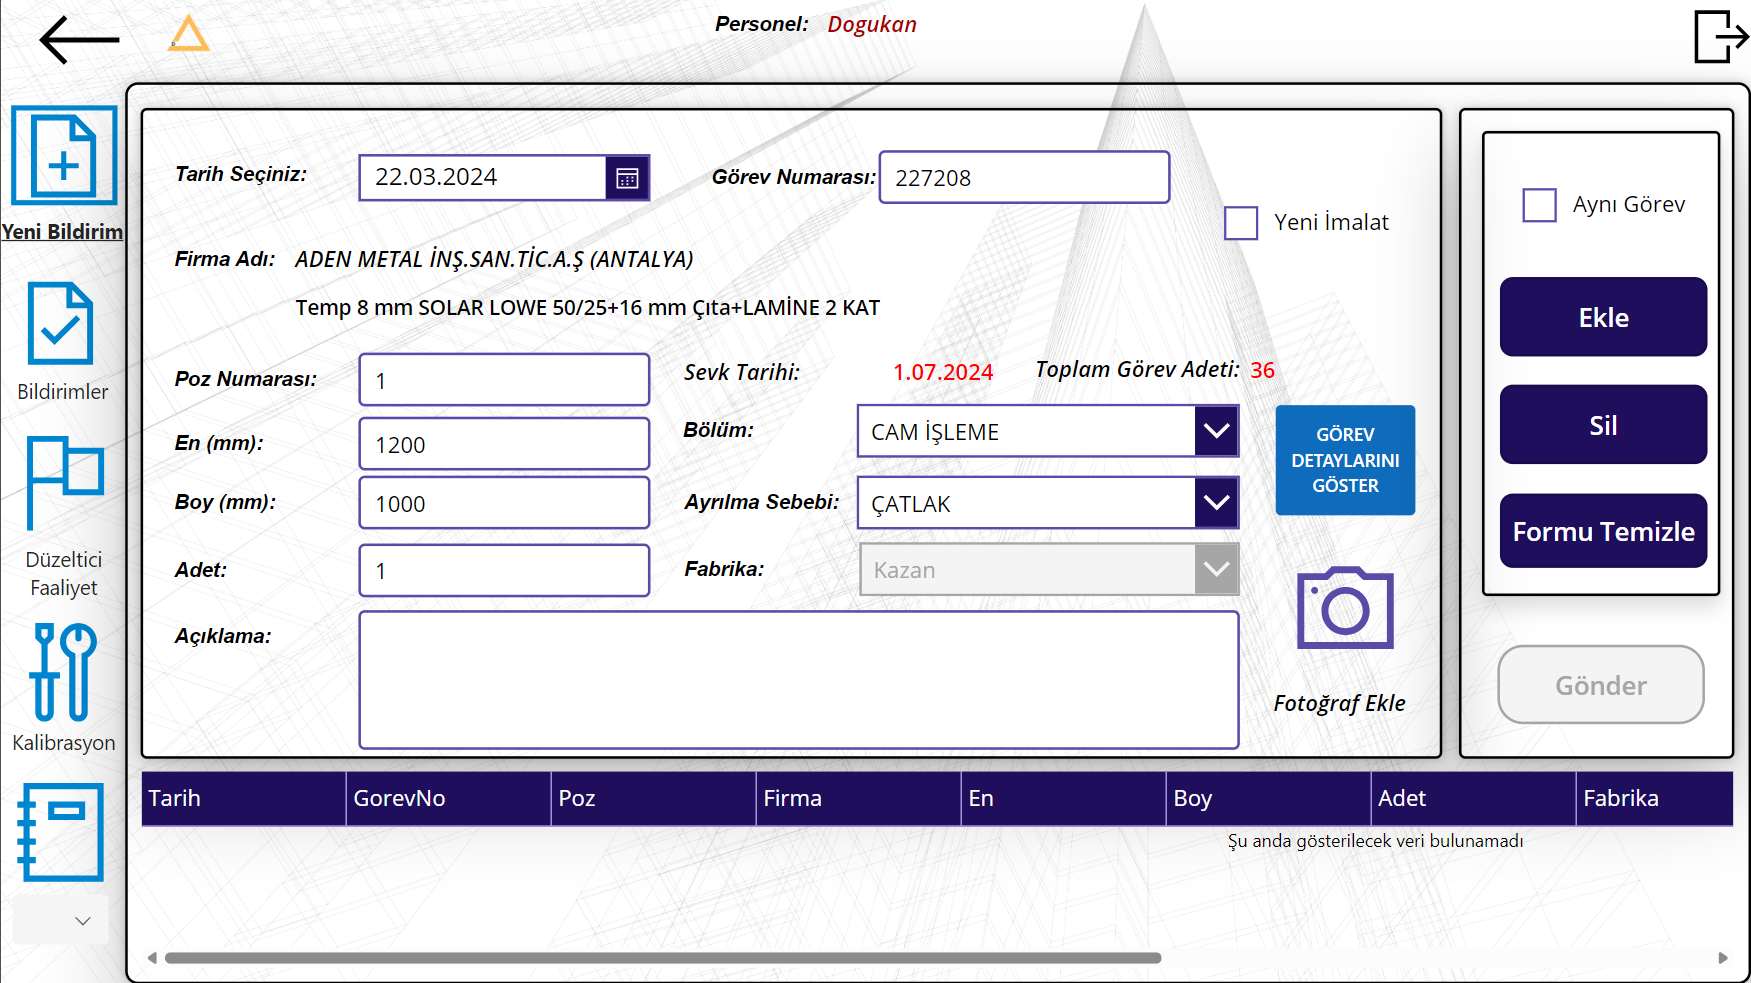 Personel: Dogukan
Yeni Bildirim
Bildirimler
Düzeltici
Faaliyet
Kalibrasyon
Tarih Seçiniz: 22.03.2024 Görev Numarası: 227208
Yeni İmalat
Firma Adı: ADEN METAL İNŞ.SAN.TİC.A.Ş (ANTALYA)
Temp 8 mm SOLAR LOWE 50/25+16 mm Çıta+LAMİNE 2 KAT
Poz Numarası: 1 Sevk Tarihi: 1.07.2024 Toplam Görev Adeti: 36
En (mm): 1200 Bölüm: CAM İŞLEME
GÖREV
DETAYLARINI
GÖSTER
Boy (mm): 1000 Ayrılma Sebebi: ÇATLAK
Adet: 1 Fabrika: Kazan
Açıklama:
Fotoğraf Ekle
Aynı Görev
Ekle
Sil
Formu Temizle
Gönder
Tarih GorevNo Poz Firma En Boy Adet Fabrika
Şu anda gösterilecek veri bulunamadı